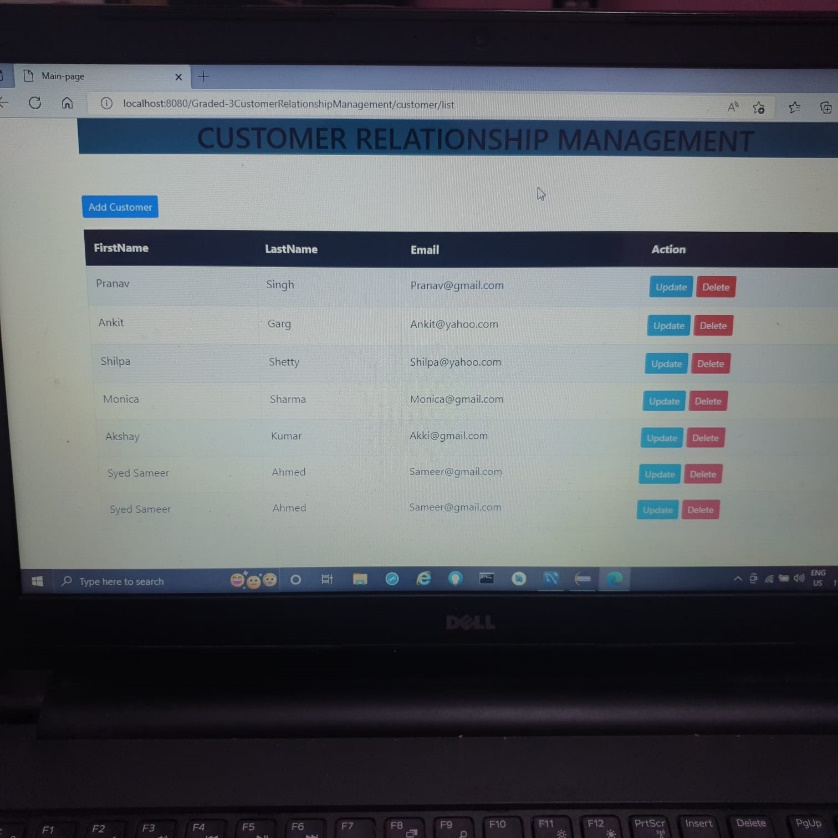 Main-page
localhost:8080/Graded-3CustomerRelationshipManagement/customer/list
CUSTOMER RELATIONSHIP MANAGEMENT
Add Customer
FirstName LastName Email Action
Pranav Singh Pranav@gmail.com Update Delete
Ankit Garg Ankit@yahoo.com Update Delete
Shilpa Shetty Shilpa@yahoo.com Update Delete
Monica Sharma Monica@gmail.com Update Delete
Akshay Kumar Akki@gmail.com Update Delete
Syed Sameer Ahmed Sameer@gmail.com Update Delete
Syed Sameer Ahmed Sameer@gmail.com Update Delete
Type here to search ENG
US
DELL
F1 F2 F3 F4 F5 F6 F7 F8 F9 F10 F11 F12 PrtScr Insert Delete PgUp